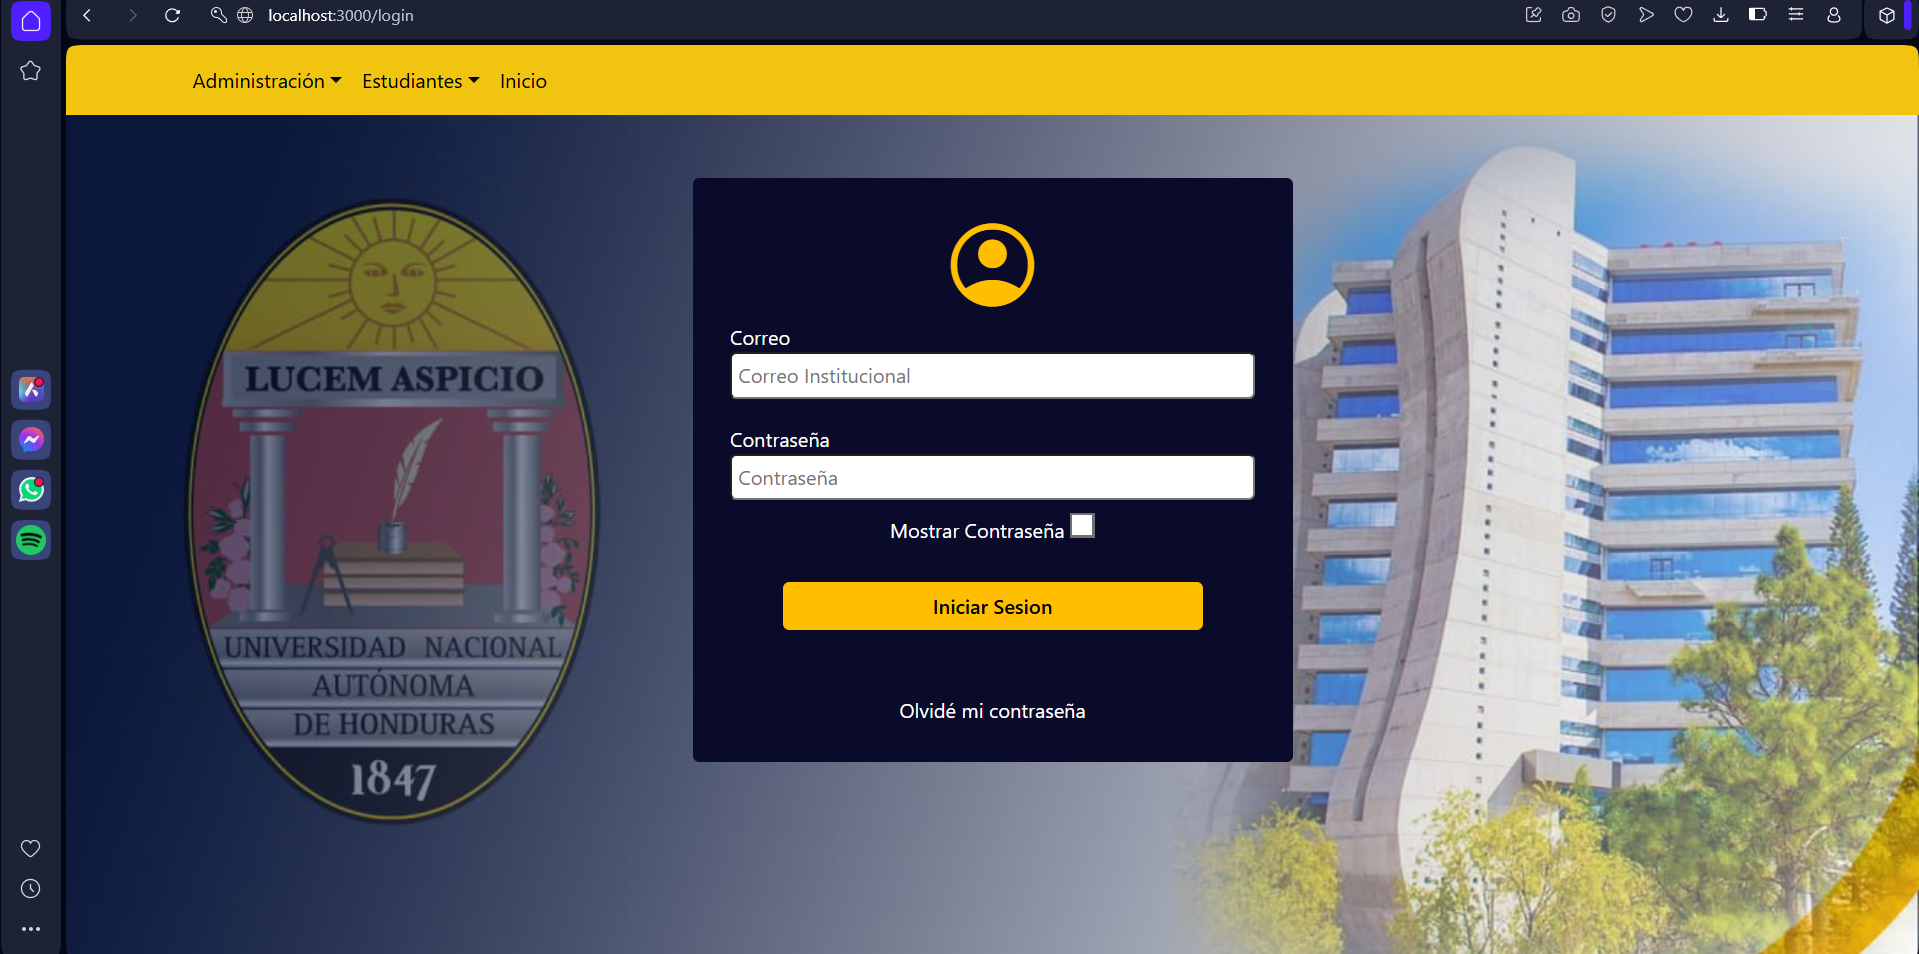 localhost:3000/login
Administración Estudiantes Inicio
LUCEM ASPICIO
UNIVERSIDAD NACIONAL
AUTÓNOMA
DE HONDURAS
1847
Correo
Correo Institucional
Contraseña
Contraseña
Mostrar Contraseña
Iniciar Sesion
Olvidé mi contraseña